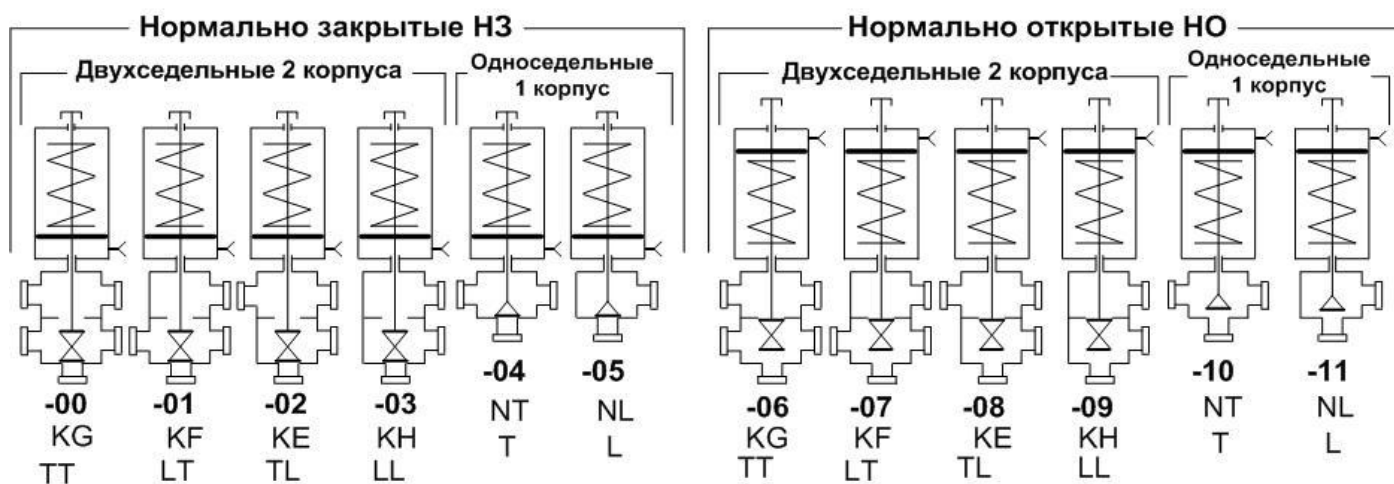 Нормально закрытые НЗ
Нормально открытые НО
Двухседельные 2 корпуса
Односедельные
1 корпус
Двухседельные 2 корпуса
Односедельные
1 корпус
-00 -01 -02 -03 -04 -05 -06 -07 -08 -09 -10 -11
KG KF KE KH NT NL KG KF KE KH NT NL
TT LT TL LL T L TT LT TL LL T L